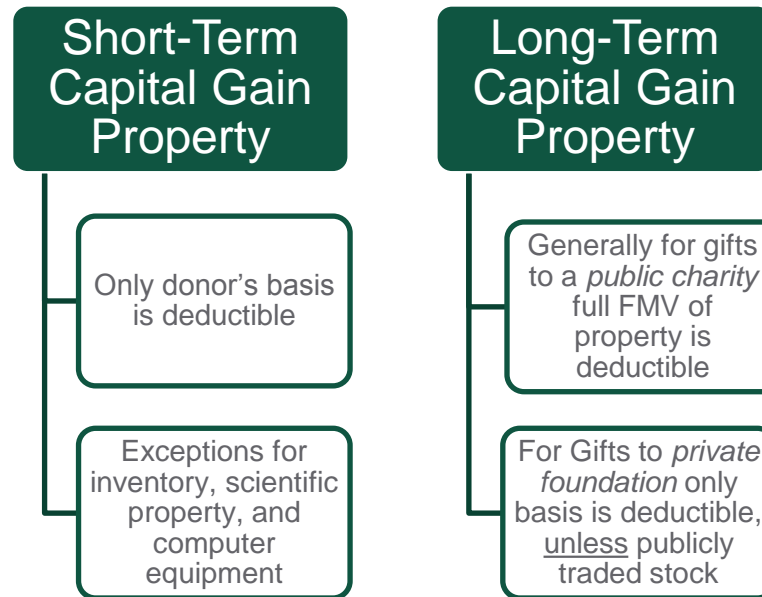 Short-Term
Capital Gain
Property
Only donor's basis
is deductible
Exceptions for
inventory, scientific
property, and
computer
equipment
Long-Term
Capital Gain
Property
Generally for gifts
to a public charity
full FMV of
property is
deductible
For Gifts to private
foundation only
basis is deductible,
unless publicly
traded stock